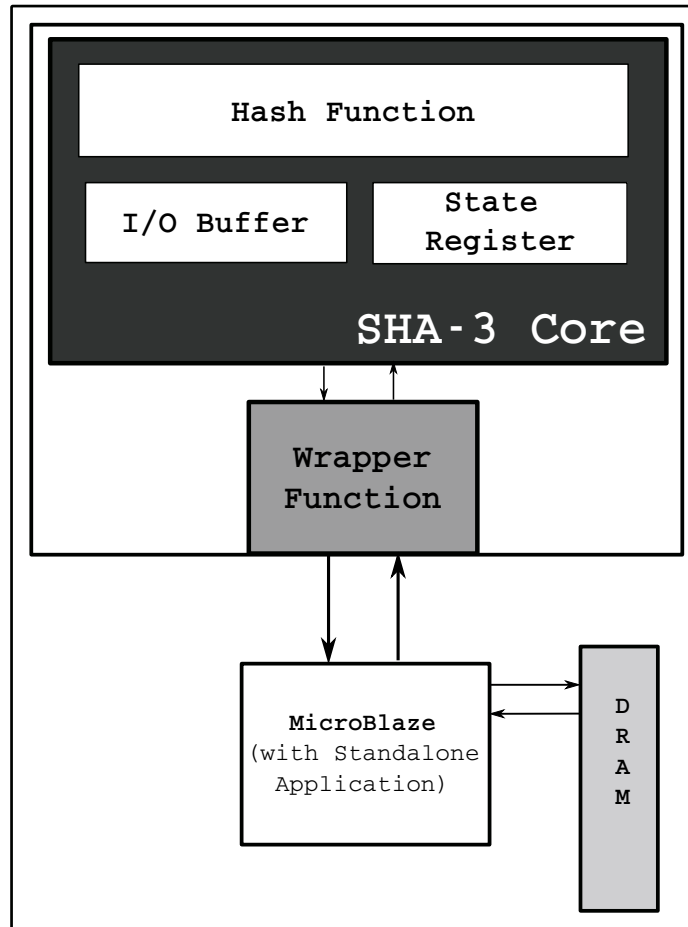 Hash Function
I/O Buffer
State
Register
SHA-3 Core
Wrapper
Function
MicroBlaze
(with Standalone
Application)
D
R
A
M